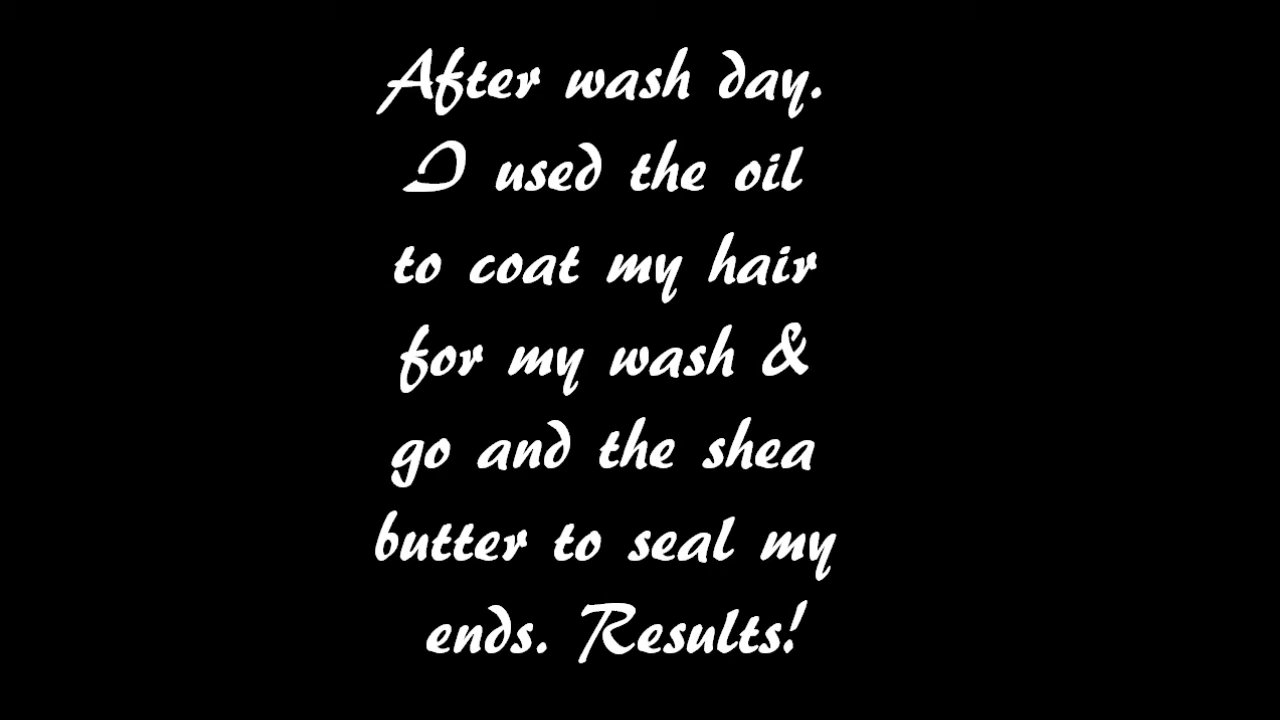 After wash day.
I used the oil
to coat my hair
for my wash &
go and the shea
butter to seal my
ends. Results!